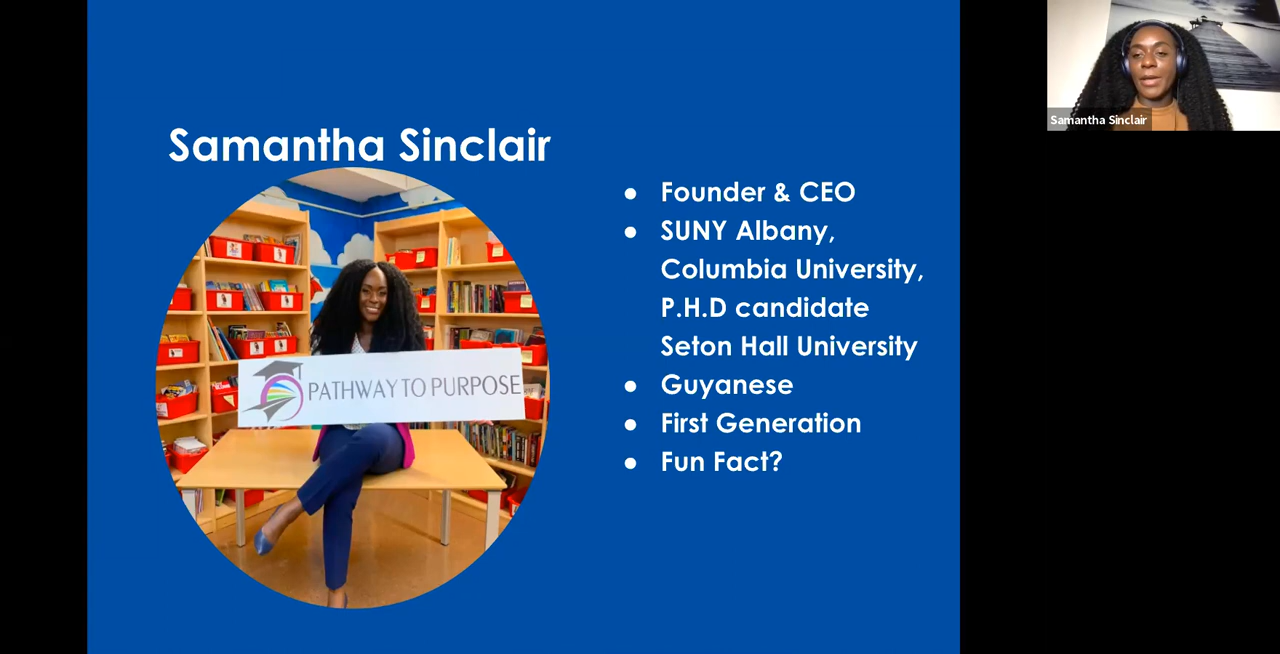 Samantha Sinclair
PATHWAY TO PURPOSE
● Founder & CEO
● SUNY Albany,
Columbia University,
P.H.D candidate
Seton Hall University
● Guyanese
● First Generation
● Fun Fact?
Samantha Sinclair